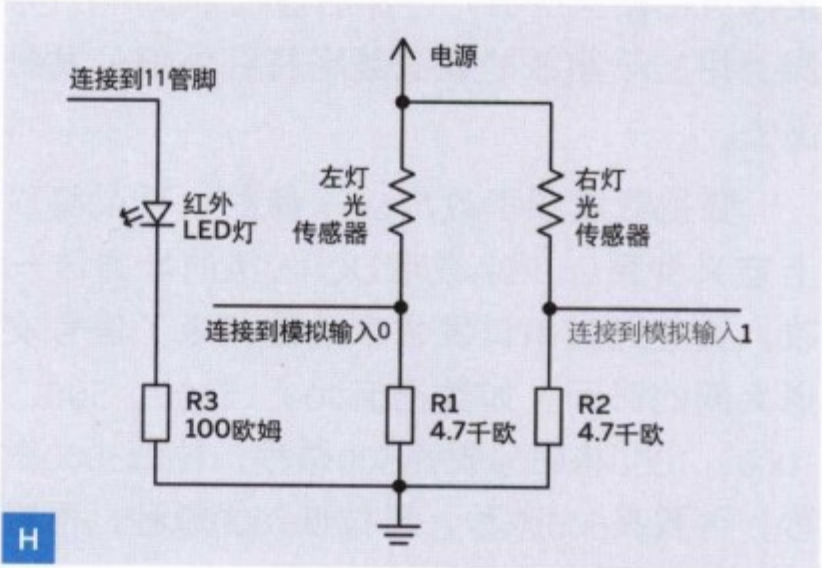 电源
连接到11管脚
左灯
光
传感器
右灯
光
传感器
红外
LED灯
连接到模拟输入0
连接到模拟输入1
R3
100欧姆
R1
4.7千欧
R2
4.7千欧
H